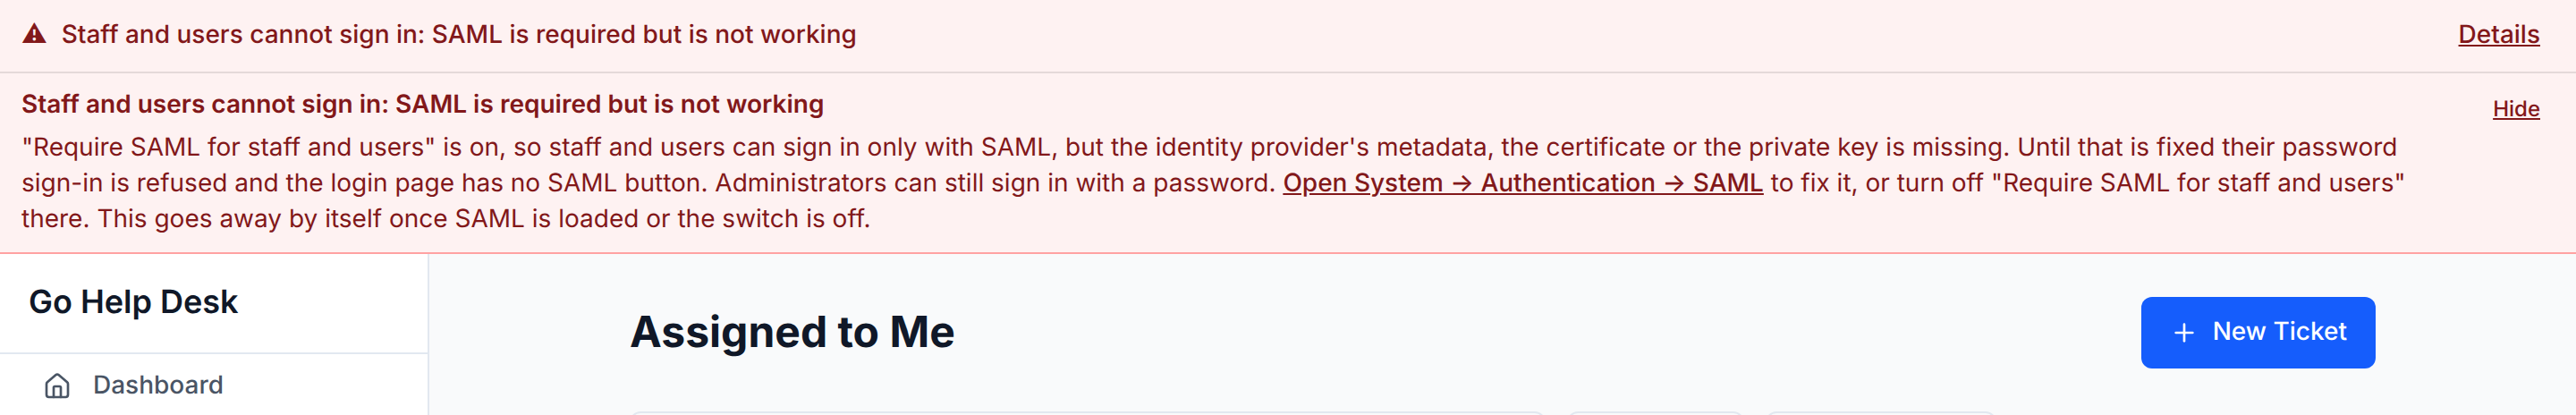 Staff and users cannot sign in: SAML is required but is not working
Details
Staff and users cannot sign in: SAML is required but is not working
Hide
"Require SAML for staff and users" is on, so staff and users can sign in only with SAML, but the identity provider's metadata, the certificate or the private key is missing. Until that is fixed their password
sign-in is refused and the login page has no SAML button. Administrators can still sign in with a password. Open System → Authentication → SAML to fix it, or turn off "Require SAML for staff and users"
there. This goes away by itself once SAML is loaded or the switch is off.
Go Help Desk
Assigned to Me
+ New Ticket
Dashboard